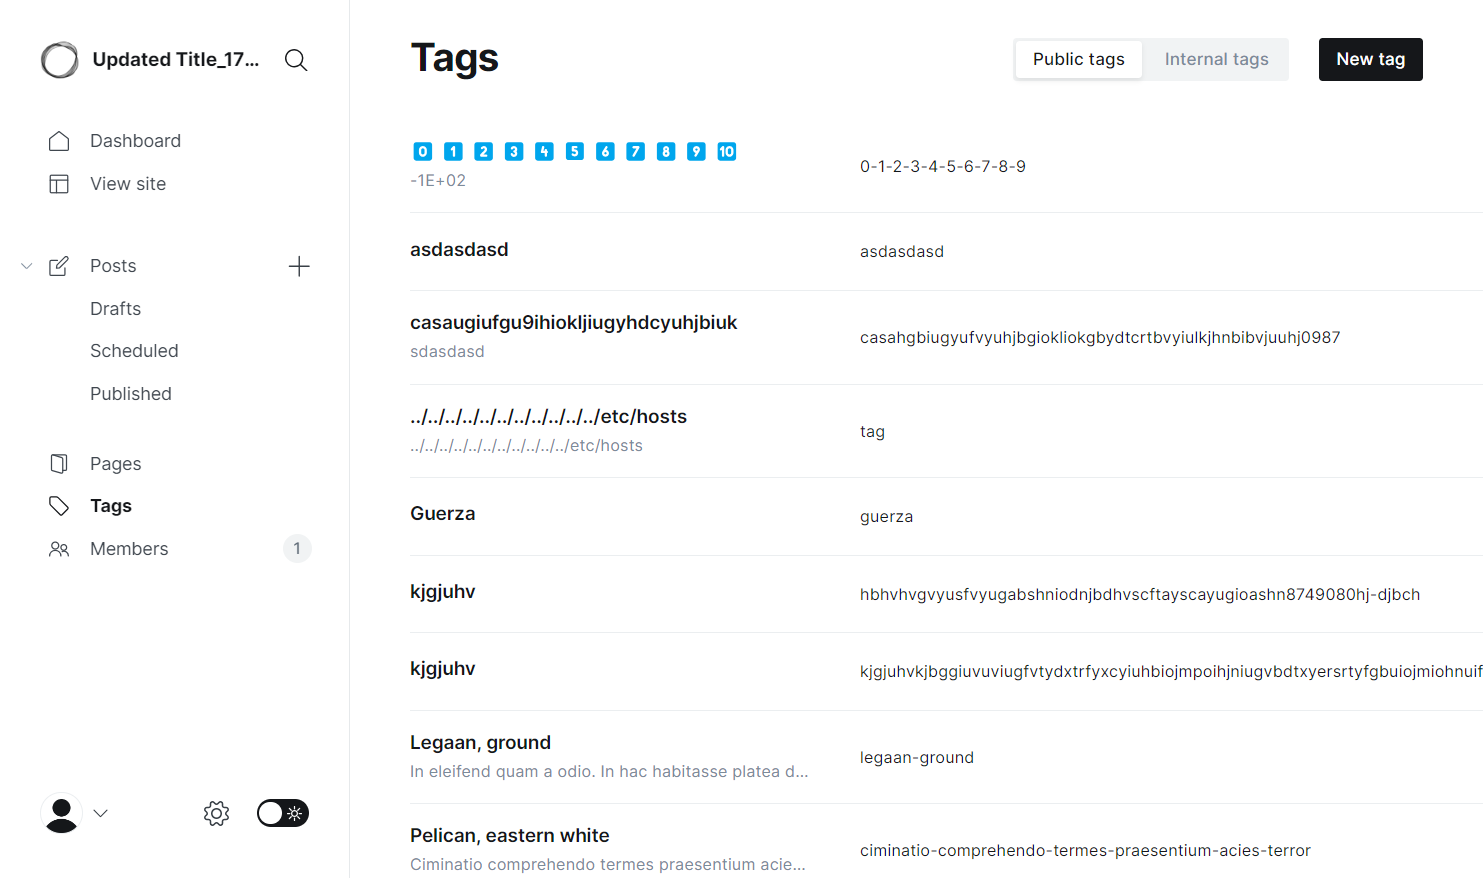 Updated Title_17...
Dashboard
View site
Posts
Drafts
Scheduled
Published
Pages
Tags
Members
1
Tags
Public tags
Internal tags
New tag
0 1 2 3 4 5 6 7 8 9 10
-1E+02
0-1-2-3-4-5-6-7-8-9
asdasdasd
asdasdasd
casaugiufgu9ihiokljiugyhdcyuhjbiuk
sdasdasd
casahgbiugyufvyuhjbgiokliokgbydtcrtbvyiulkjhnbibvjuuhj0987
../../../../../../../../../../../etc/hosts
../../../../../../../../../../../etc/hosts
tag
Guerza
guerza
kjgjuhv
hbhvhvgvyusfvyugabshniodnjbdhvscftayscayugioashn8749080hj-djbch
kjgjuhv
kjgjuhvkjbggiuvuviugfvtydxtrfyxcyiuhbiojmpoihjniugvbdtxyersrtyfgbuiojmiohnuif
Legaan, ground
In eleifend quam a odio. In hac habitasse platea d...
legaan-ground
Pelican, eastern white
Ciminatio comprehendo termes praesentium acie...
ciminatio-comprehendo-termes-praesentium-acies-terror